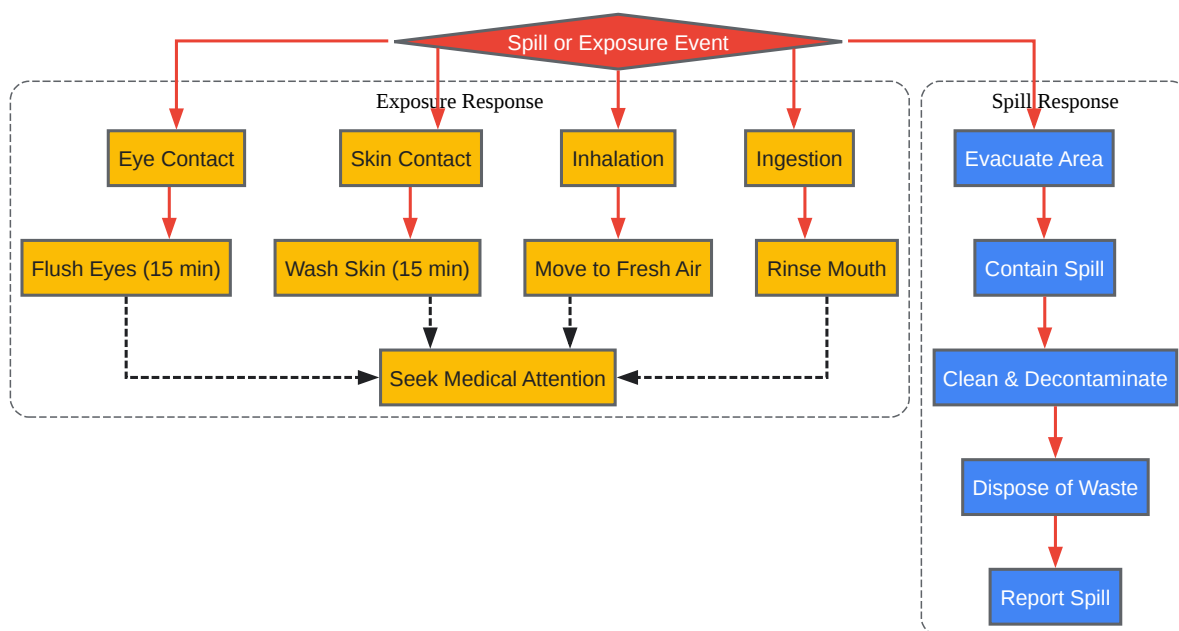 Spill or Exposure Event
Exposure Response
Spill Response
Eye Contact
Skin Contact
Inhalation
Ingestion
Evacuate Area
Flush Eyes (15 min)
Wash Skin (15 min)
Move to Fresh Air
Rinse Mouth
Contain Spill
Seek Medical Attention
Clean & Decontaminate
Dispose of Waste
Report Spill